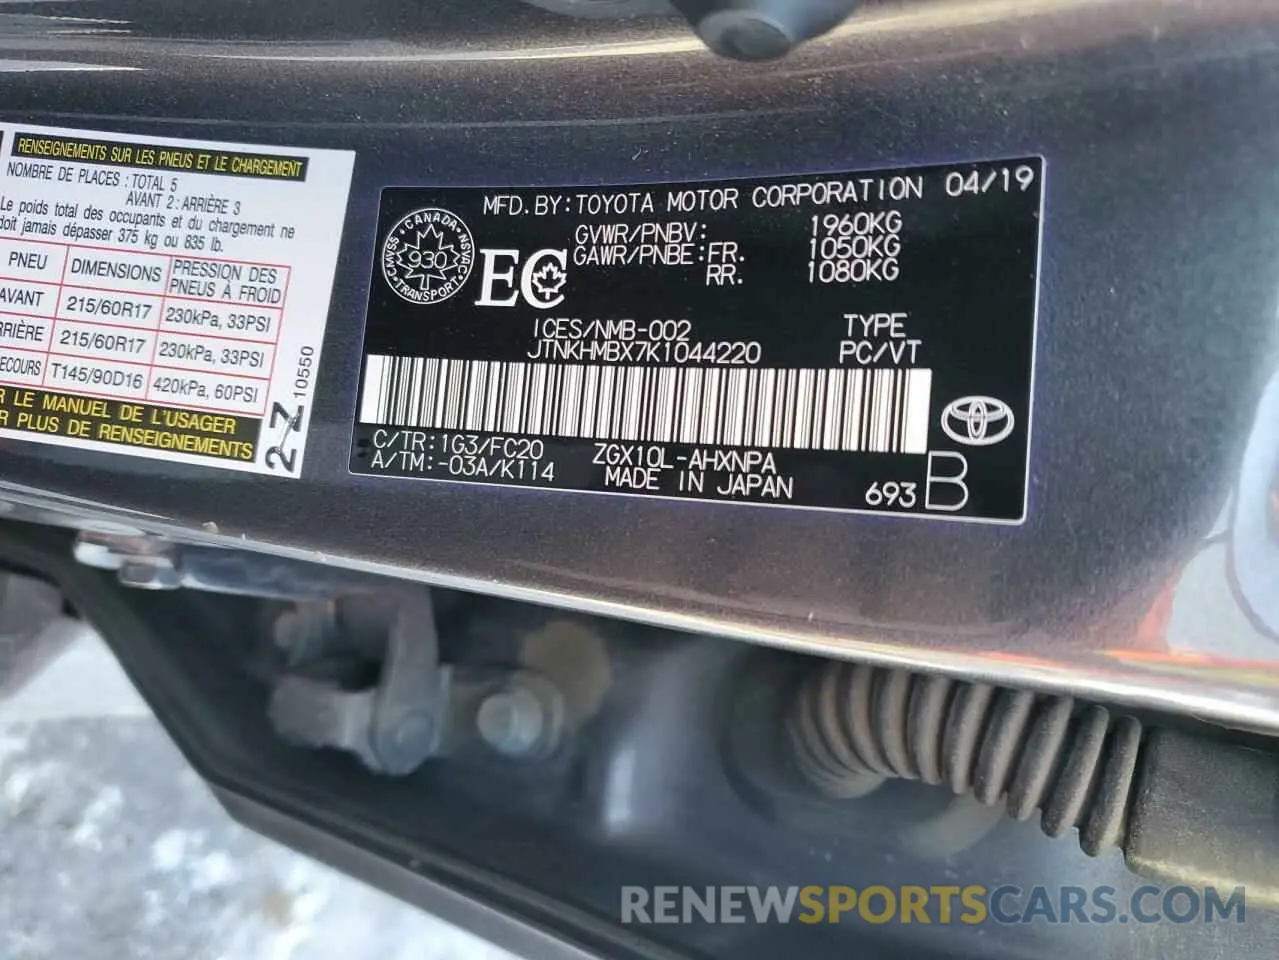 RENSEIGNEMENTS SUR LES PNEUS ET LE CHARGEMENT
NOMBRE DE PLACES : TOTAL 5
AVANT 2 : ARRIÈRE 3
Le poids total des occupants et du chargement ne
doit jamais dépasser 375 kg ou 835 lb.
PNEU DIMENSIONS PRESSION DES PNEUS À FROID
AVANT 215/60R17 230kPa, 33PSI
RRIÈRE 215/60R17 230kPa, 33PSI
ECOURS T145/90D16 420kPa, 60PSI
R LE MANUEL DE L'USAGER
R PLUS DE RENSEIGNEMENTS
2-Z 10550
MFD. BY: TOYOTA MOTOR CORPORATION 04/19
CANADA
CMVSS 930 NSVAC
TRANSPORT
EC
GVWR/PNBV: 1960KG
GAWR/PNBE: FR. 1050KG
RR. 1080KG
ICES/NMB-002 TYPE
JTNKHMBX7K1044220 PC/VT
C/TR: 1G3/FC20 ZGX10L-AHXNPA
A/TM: -03A/K114 MADE IN JAPAN 693 B
RENEWSPORTSCARS.COM